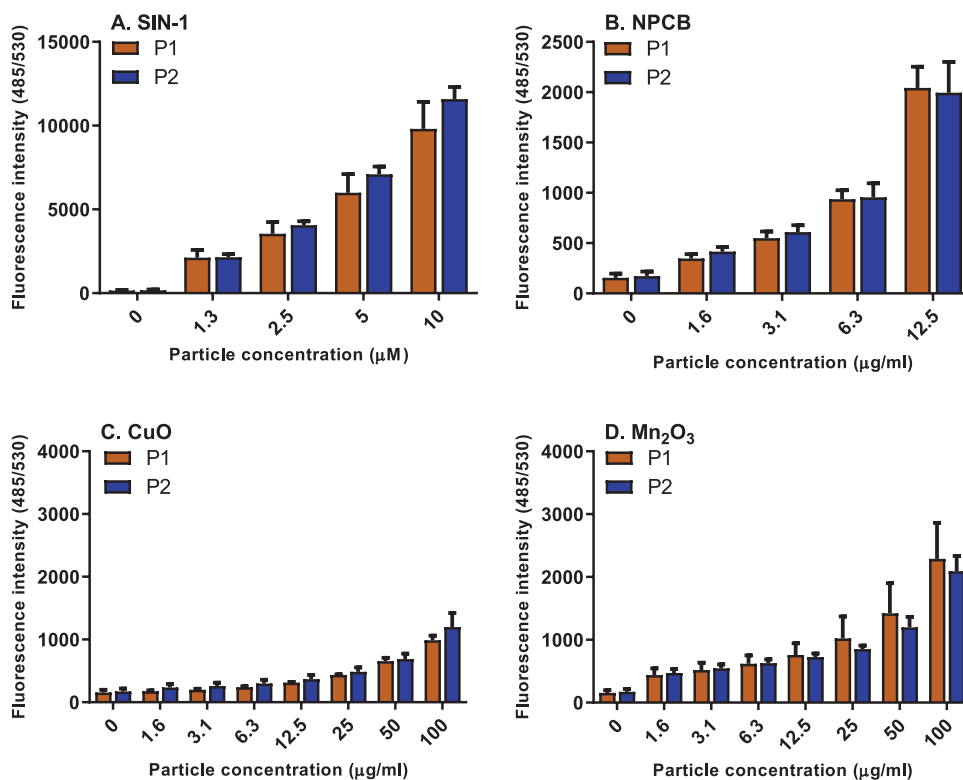 A. SIN-1
P1
P2
Fluorescence intensity (485/530)
15000
10000
5000
0
0 1.3 2.5 5 10
Particle concentration (μM)
B. NPCB
P1
P2
Fluorescence intensity (485/530)
2500
2000
1500
1000
500
0
0 1.6 3.1 6.3 12.5
Particle concentration (μg/ml)
C. CuO
P1
P2
Fluorescence intensity (485/530)
4000
3000
2000
1000
0
0 1.6 3.1 6.3 12.5 25 50 100
Particle concentration (μg/ml)
D. Mn₂O₃
P1
P2
Fluorescence intensity (485/530)
4000
3000
2000
1000
0
0 1.6 3.1 6.3 12.5 25 50 100
Particle concentration (μg/ml)